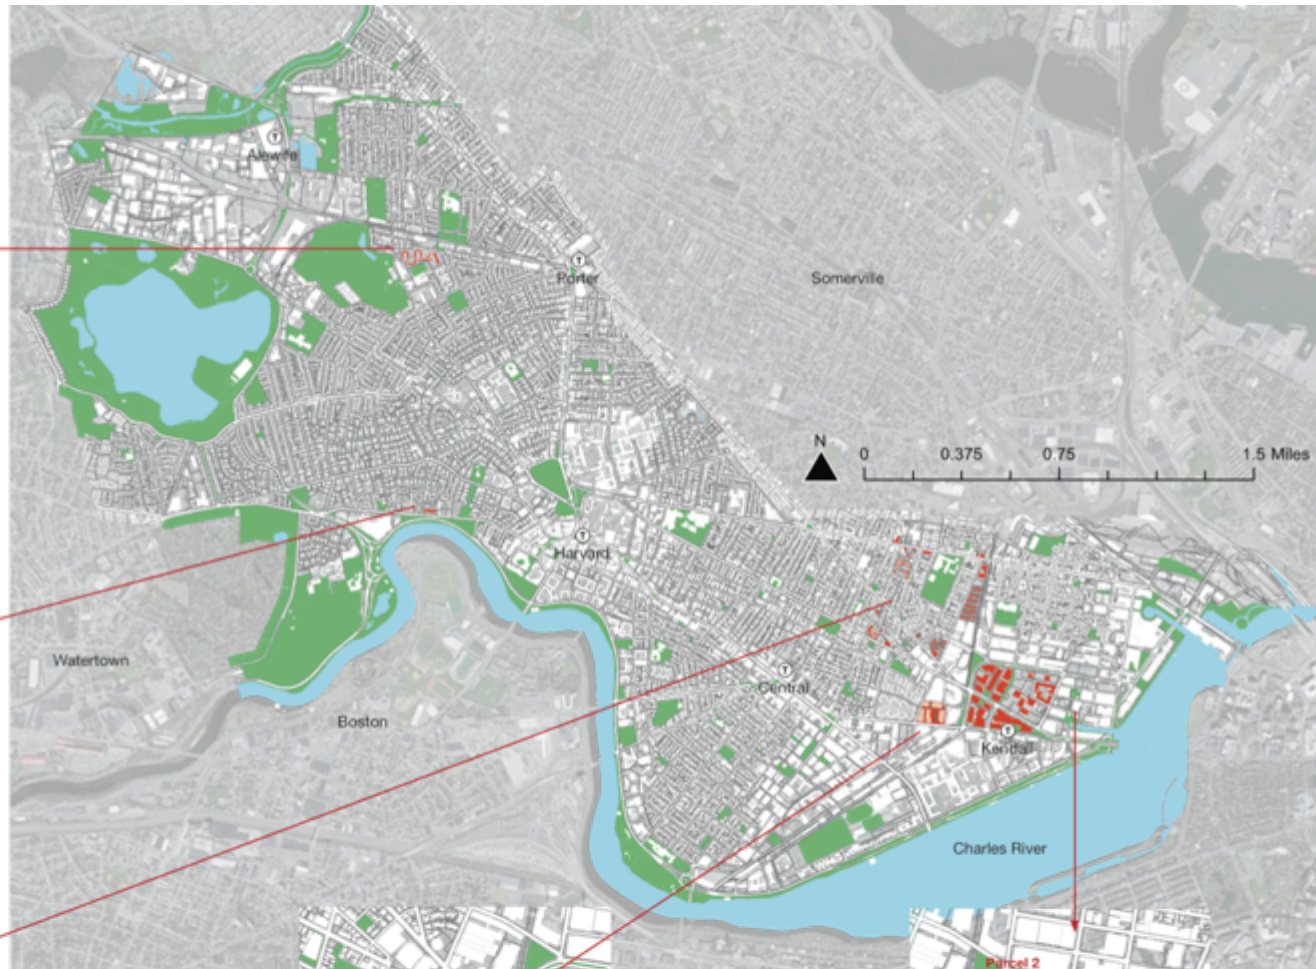 T
Alewife
T
Porter
Somerville
N
0 0.375 0.75 1.5 Miles
T
Harvard
Watertown
Boston
T
Central
T
Kendall
Charles River
Parcel 2